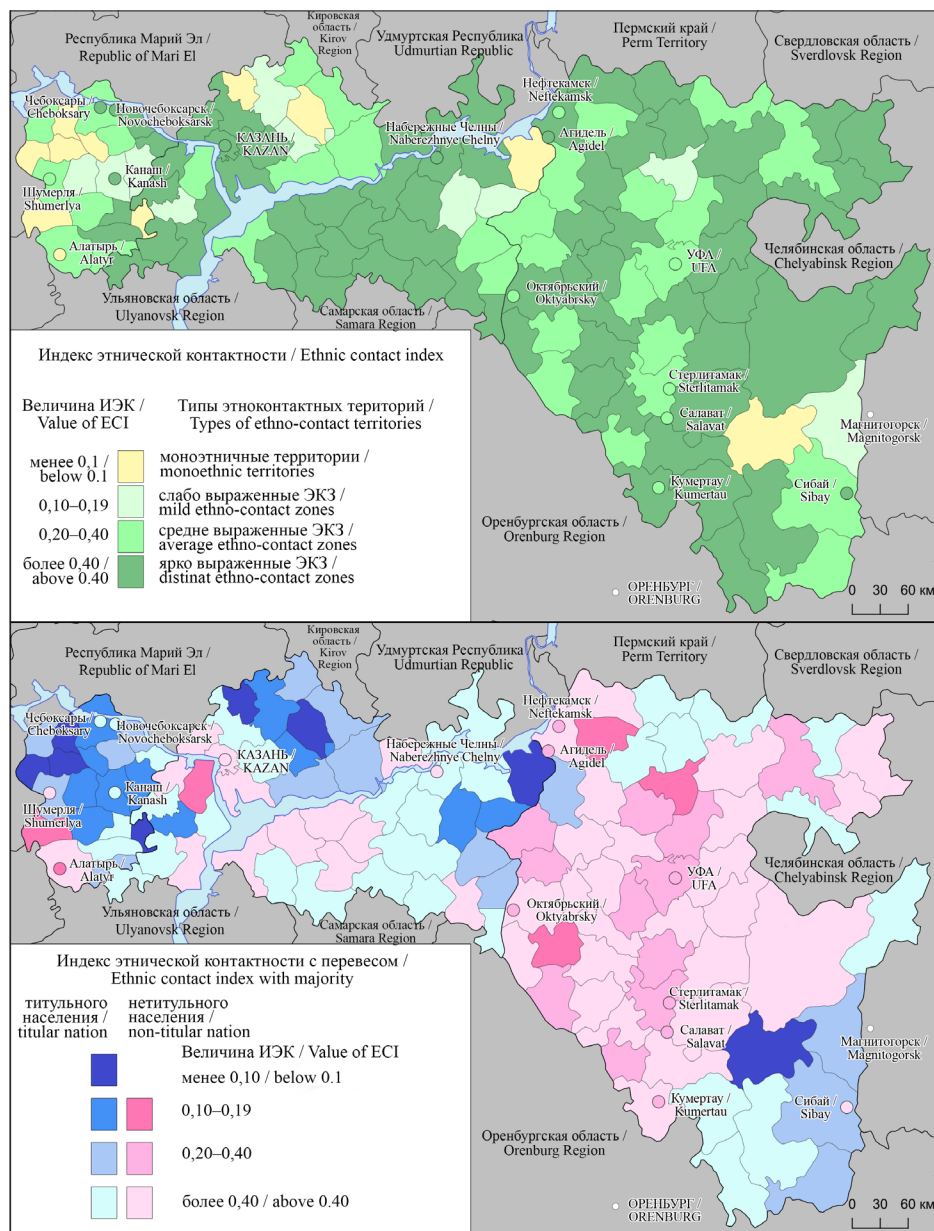 Республика Марий Эл /
Republic of Mari El
Кировская
область /
Kirov
Region
Удмуртская Республика /
Udmurtian Republic
Пермский край /
Perm Territory
Свердловская область /
Sverdlovsk Region
Чебоксары /
Cheboksary
Новочебоксарск /
Novocheboksarsk
КАЗАНЬ /
KAZAN
Набережные Челны /
Naberezhnye Chelny
Нефтекамск /
Neftekamsk
Агидель /
Agidel
Канаш /
Kanash
Шумерля /
Shumerlya
Алатырь /
Alatyr
УФА /
UFA
Челябинская область /
Chelyabinsk Region
Октябрьский /
Oktyabrsky
Ульяновская область /
Ulyanovsk Region
Самарская область /
Samara Region
Стерлитамак /
Sterlitamak
Салават /
Salavat
Магнитогорск /
Magnitogorsk
Кумертау /
Kumertau
Сибай /
Sibay
Оренбургская область /
Orenburg Region
ОРЕНБУРГ /
ORENBURG
0 30 60 км
Индекс этнической контактности / Ethnic contact index
Величина ИЭК /
Value of ECI
Типы этноконтактных територий /
Types of ethno-contact territories
менее 0,1 /
below 0.1
моноэтничные территории /
monoethnic territories
0,10–0,19
слабо выраженные ЭКЗ /
mild ethno-contact zones
0,20–0,40
средне выраженные ЭКЗ /
average ethno-contact zones
более 0,40 /
above 0.40
ярко выраженные ЭКЗ /
distinat ethno-contact zones
Республика Марий Эл /
Republic of Mari El
Кировская
область /
Kirov
Region
Удмуртская Республика /
Udmurtian Republic
Пермский край /
Perm Territory
Свердловская область /
Sverdlovsk Region
Чебоксары /
Cheboksary
Новочебоксарск /
Novocheboksarsk
КАЗАНЬ /
KAZAN
Набережные Челны /
Naberezhnye Chelny
Нефтекамск /
Neftekamsk
Агидель /
Agidel
Канаш /
Kanash
Шумерля /
Shumerlya
Алатырь /
Alatyr
УФА /
UFA
Челябинская область /
Chelyabinsk Region
Октябрьский /
Oktyabrsky
Ульяновская область /
Ulyanovsk Region
Самарская область /
Samara Region
Стерлитамак /
Sterlitamak
Салават /
Salavat
Магнитогорск /
Magnitogorsk
Кумертау /
Kumertau
Сибай /
Sibay
Оренбургская область /
Orenburg Region
ОРЕНБУРГ /
ORENBURG
0 30 60 км
Индекс этнической контактности с перевесом /
Ethnic contact index with majority
титульного
населения /
titular nation
нетитульного
населения /
non-titular nation
Величина ИЭК / Value of ECI
менее 0,10 / below 0.1
0,10–0,19
0,20–0,40
более 0,40 / above 0.40